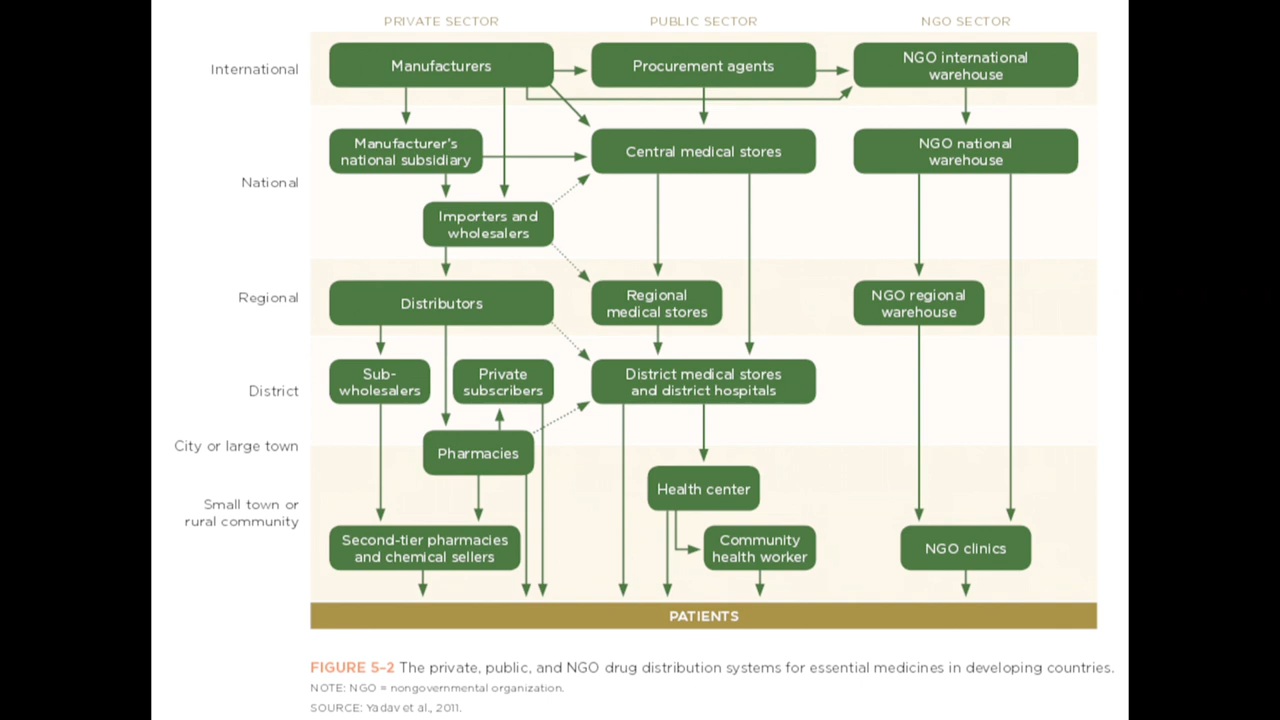 PRIVATE SECTOR PUBLIC SECTOR NGO SECTOR
International
Manufacturers
Procurement agents
NGO international
warehouse
National
Manufacturer's
national subsidiary
Central medical stores
NGO national
warehouse
Importers and
wholesalers
Regional
Distributors
Regional
medical stores
NGO regional
warehouse
District
Sub-
wholesalers
Private
subscribers
District medical stores
and district hospitals
City or large town
Pharmacies
Health center
Small town or
rural community
Second-tier pharmacies
and chemical sellers
Community
health worker
NGO clinics
PATIENTS
FIGURE 5-2 The private, public, and NGO drug distribution systems for essential medicines in developing countries.
NOTE: NGO = nongovernmental organization.
SOURCE: Yadav et al., 2011.